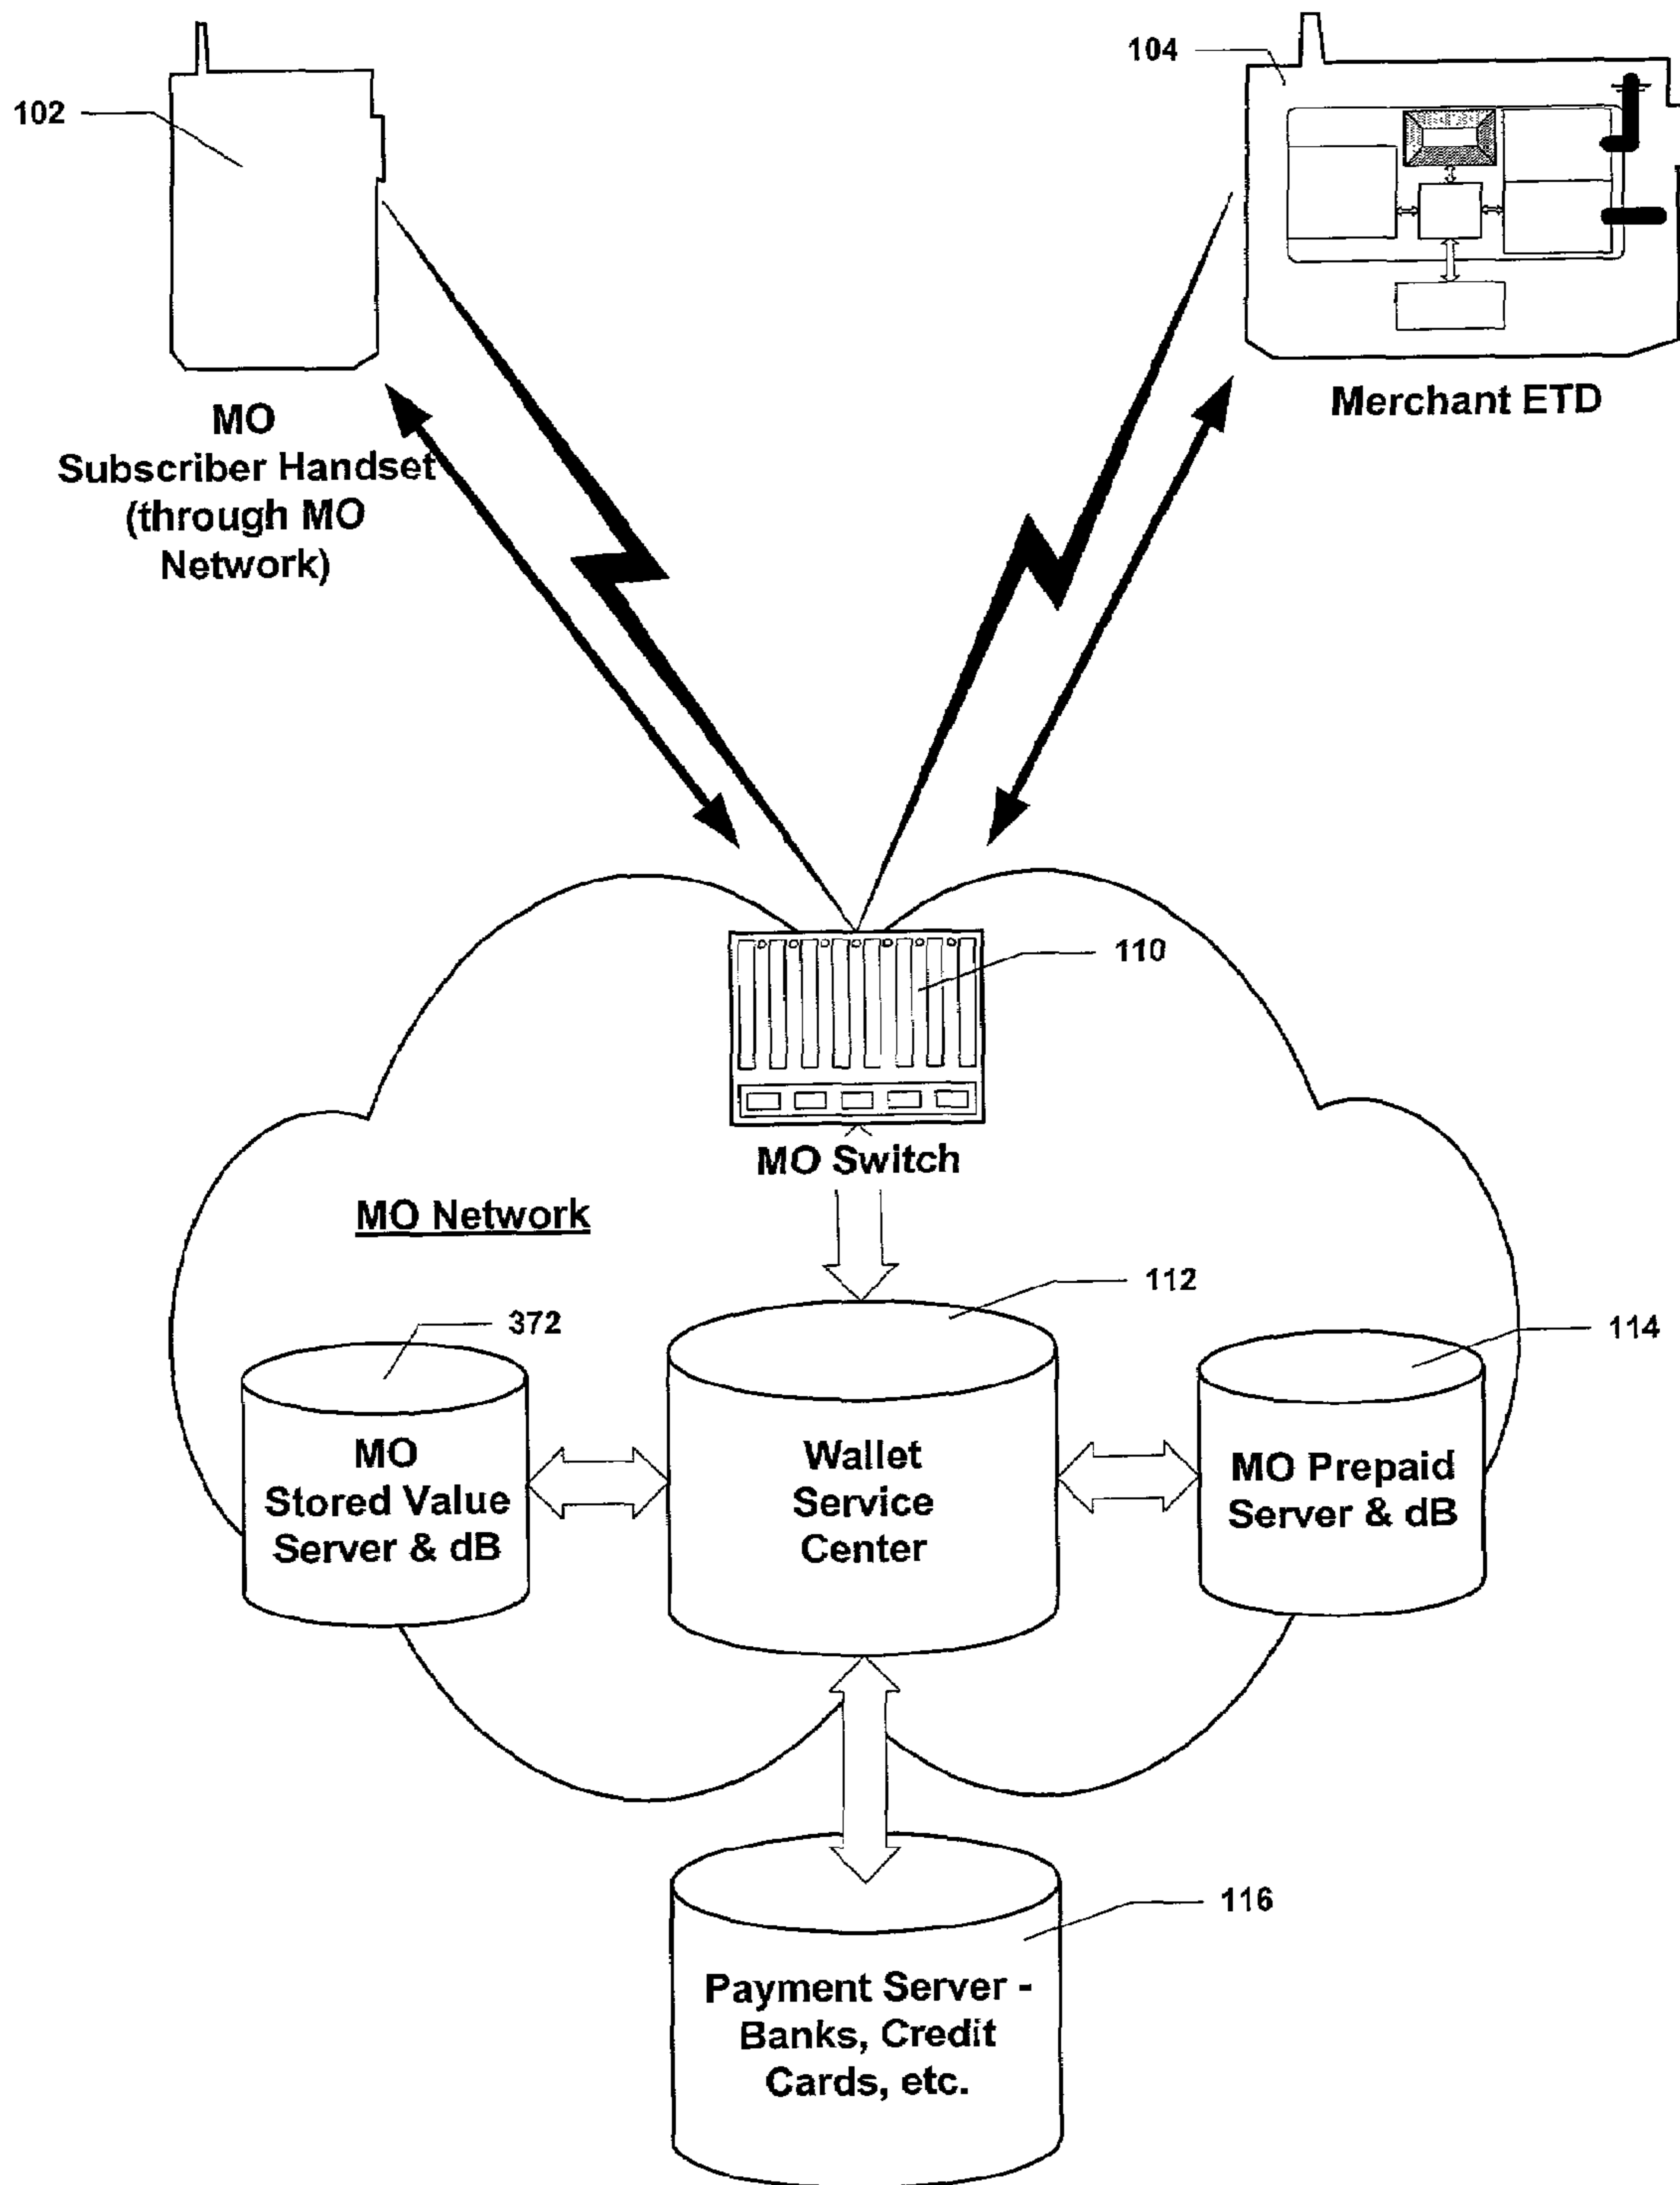 104
102
MO
Subscriber Handset
(through MO
Network)
Merchant ETD
110
MO Switch
MO Network
112
372
114
MO
Stored Value
Server & dB
Wallet
Service
Center
MO Prepaid
Server & dB
116
Payment Server -
Banks, Credit
Cards, etc.